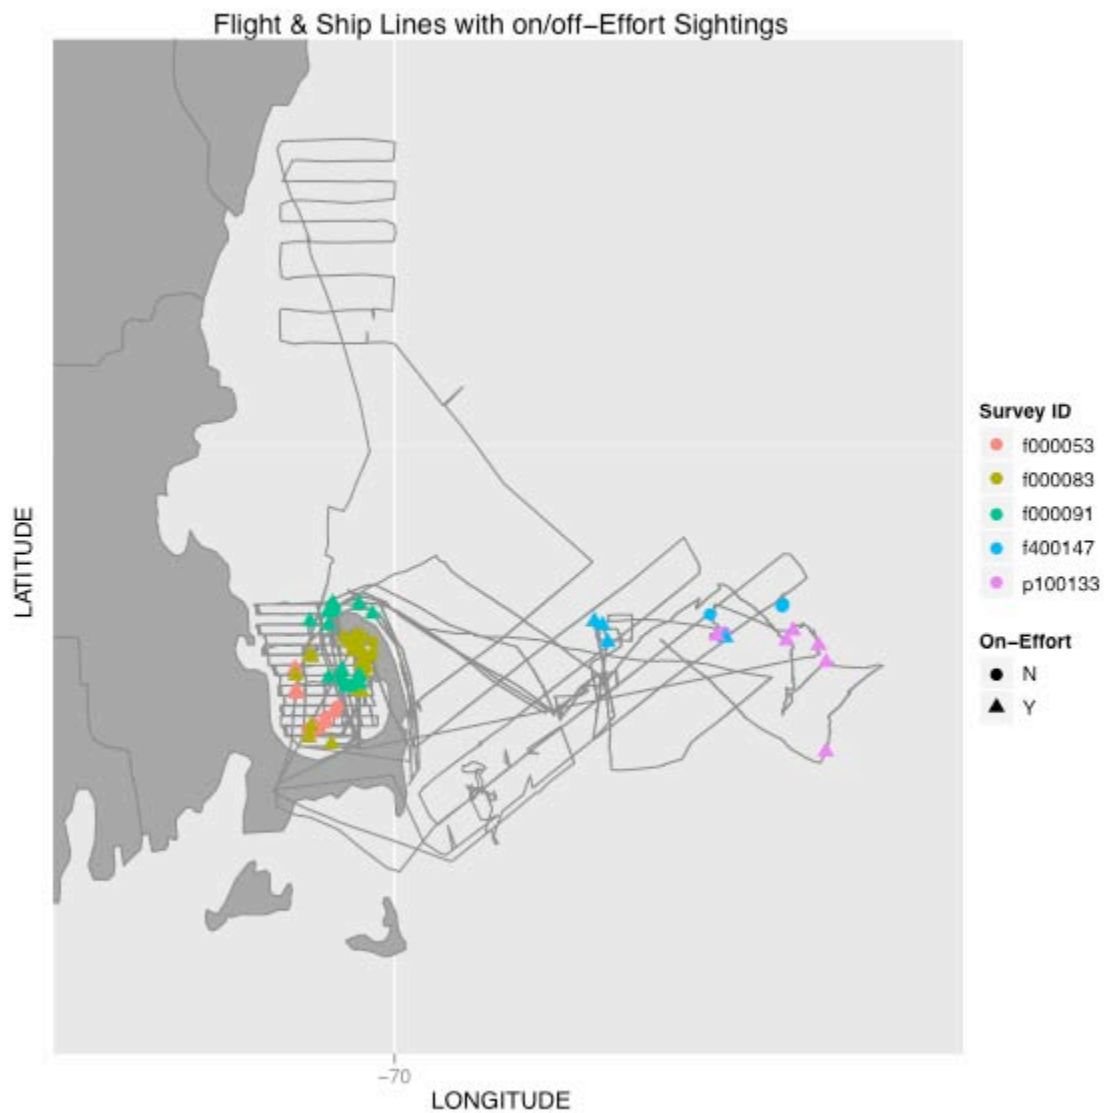 Flight & Ship Lines with on/off−Effort Sightings
LATITUDE
−70
LONGITUDE
Survey ID
f000053
f000083
f000091
f400147
p100133
On−Effort
N
Y